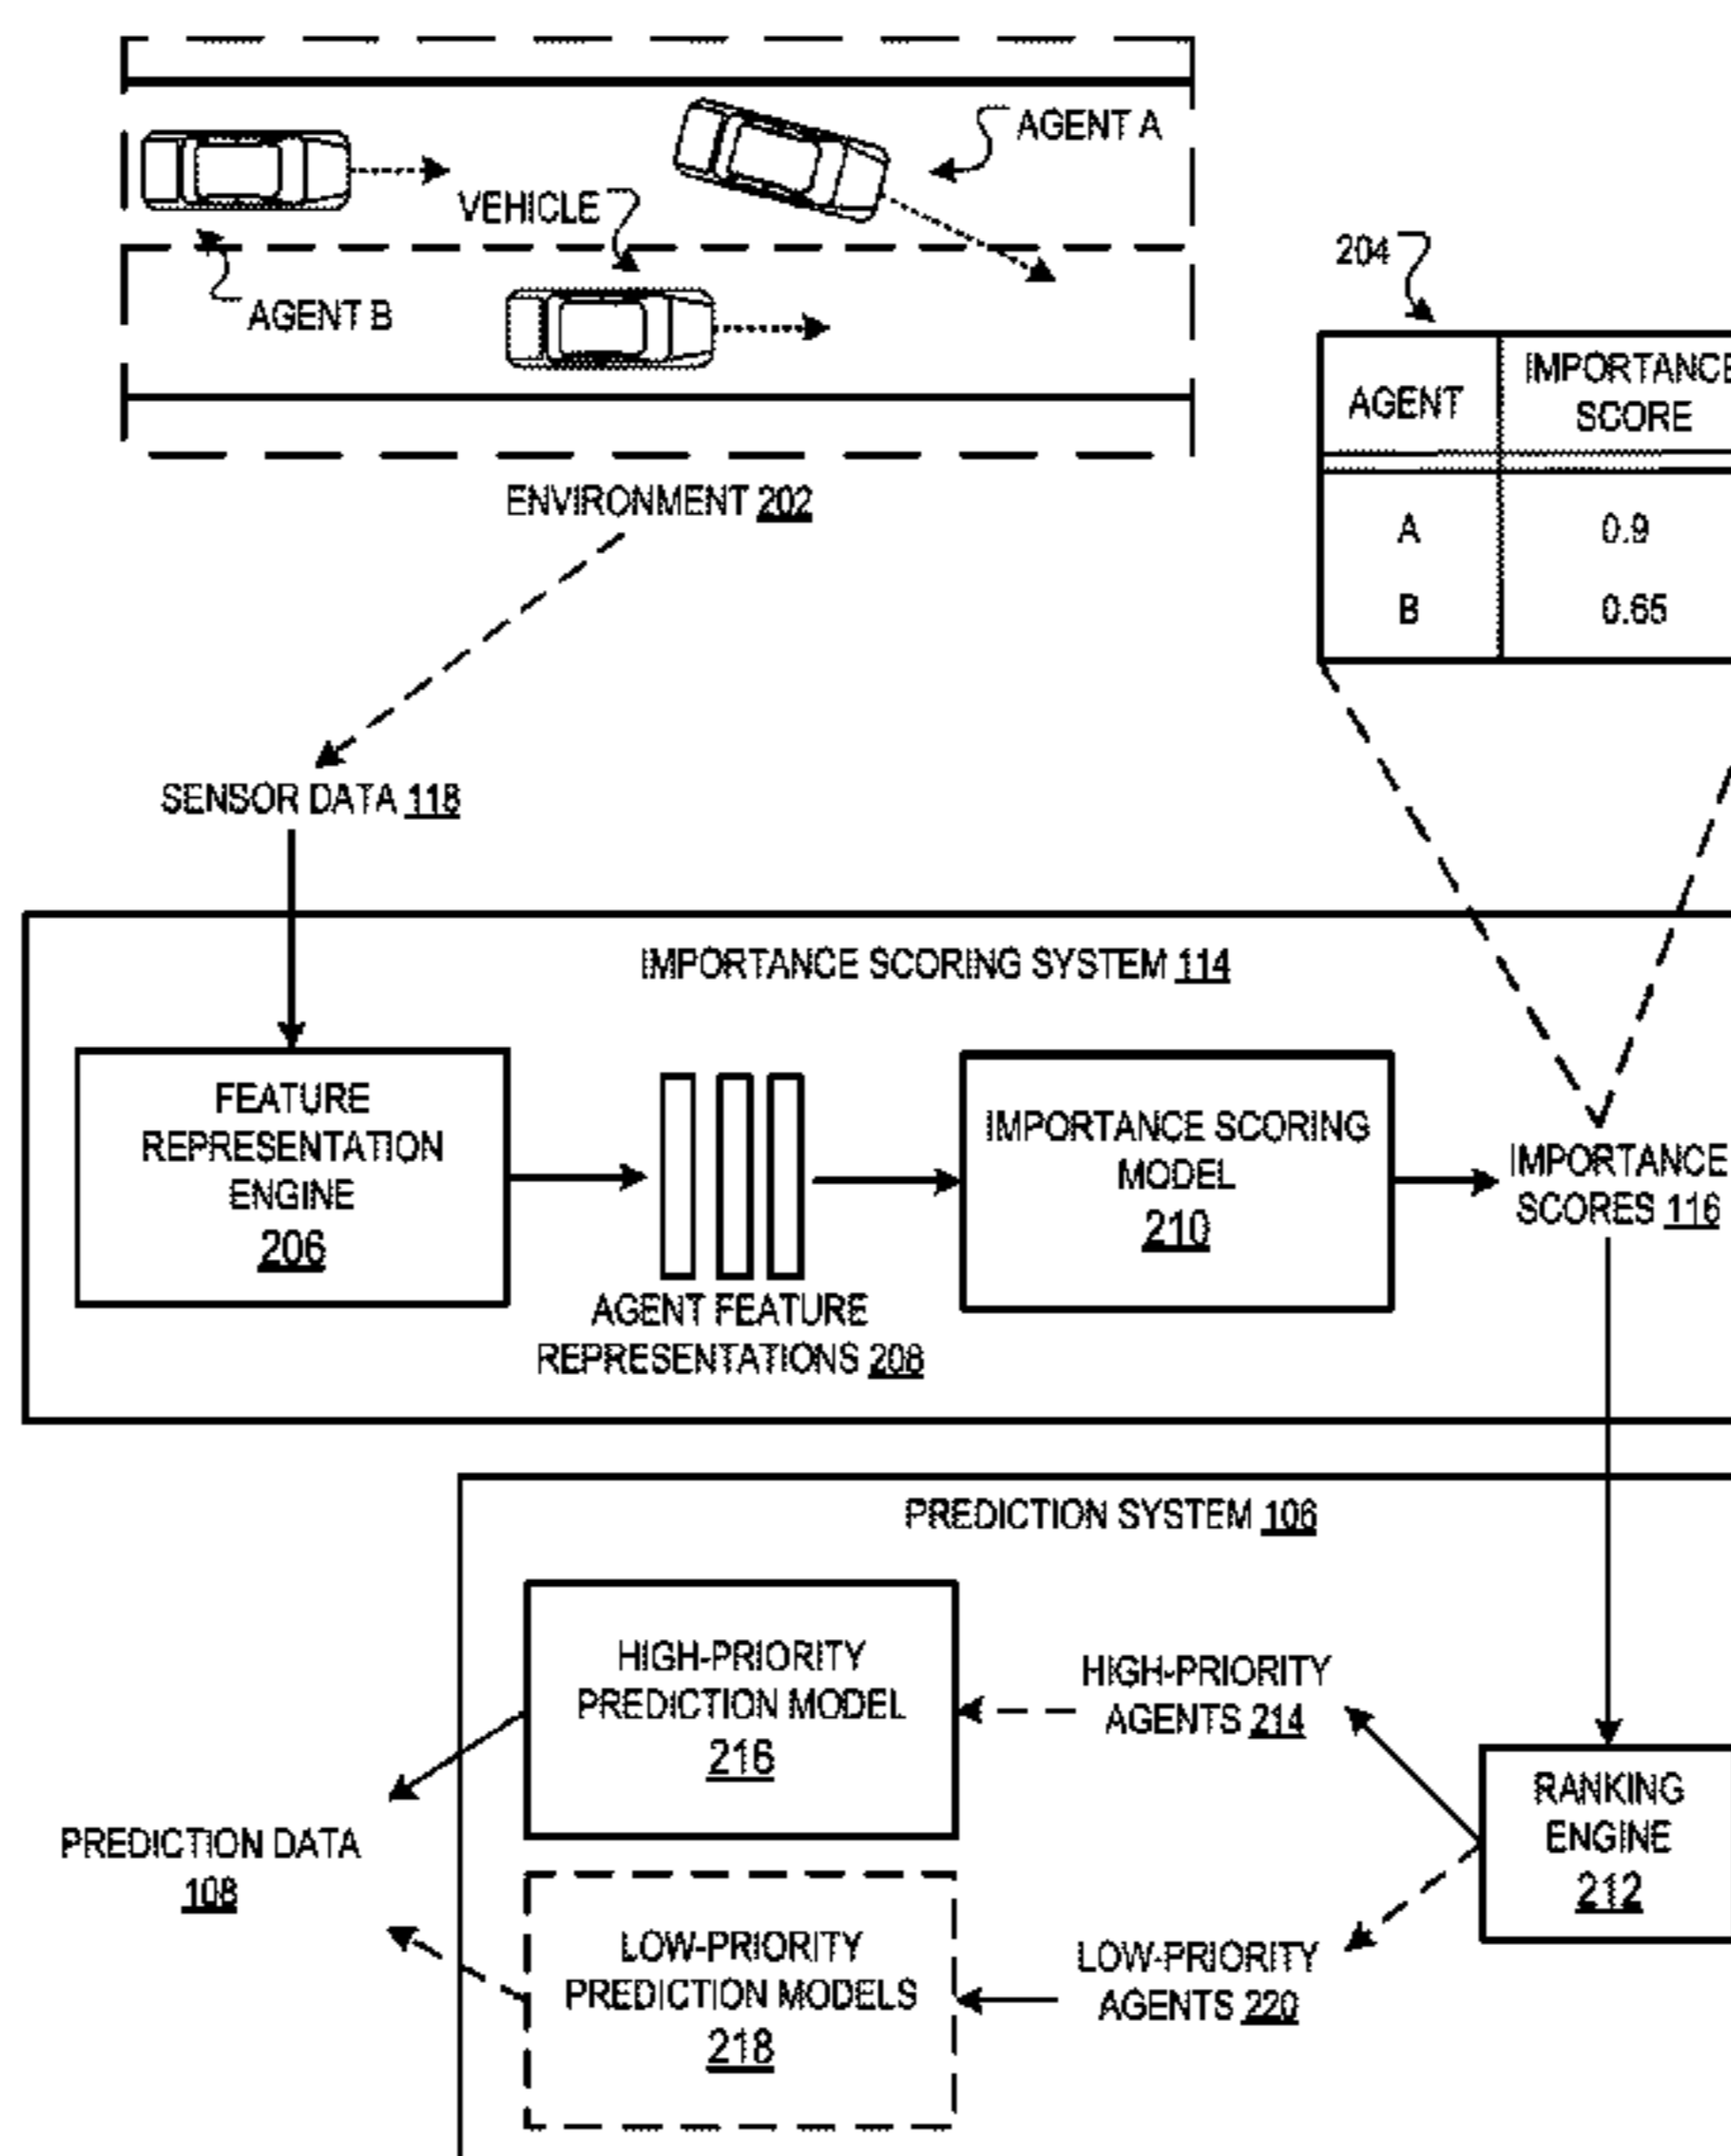 AGENT A
VEHICLE
AGENT B
ENVIRONMENT 202
204
AGENT
IMPORTANCE
SCORE
A
0.9
B
0.65
SENSOR DATA 118
IMPORTANCE SCORING SYSTEM 114
FEATURE
REPRESENTATION
ENGINE
206
AGENT FEATURE
REPRESENTATIONS 208
IMPORTANCE SCORING
MODEL
210
IMPORTANCE
SCORES 116
PREDICTION SYSTEM 106
HIGH-PRIORITY
PREDICTION MODEL
216
HIGH-PRIORITY
AGENTS 214
RANKING
ENGINE
212
PREDICTION DATA
108
LOW-PRIORITY
PREDICTION MODELS
218
LOW-PRIORITY
AGENTS 220